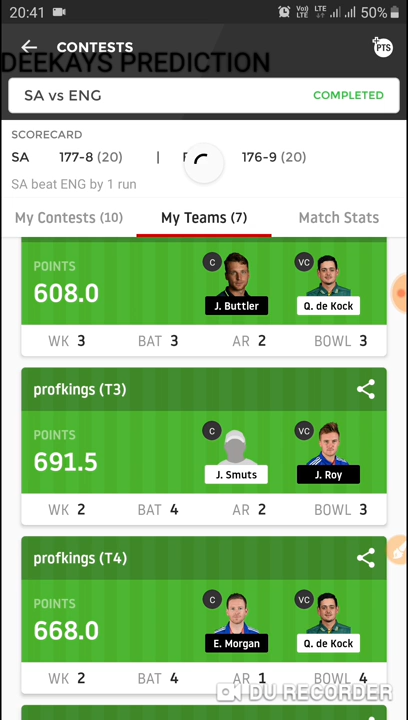 20:41 Vo) LTE LTE 50%
CONTESTS +PTS
DEEKAYS PREDICTION
SA vs ENG COMPLETED
SCORECARD
SA 177-8 (20) | 176-9 (20)
SA beat ENG by 1 run
My Contests (10) My Teams (7) Match Stats
POINTS
608.0
C VC
J. Buttler Q. de Kock
WK 3 BAT 3 AR 2 BOWL 3
profkings (T3)
POINTS
691.5
C VC
J. Smuts J. Roy
WK 2 BAT 4 AR 2 BOWL 3
profkings (T4)
POINTS
668.0
C VC
E. Morgan Q. de Kock
WK 2 BAT 4 AR 1 BOWL 4
DU RECORDER